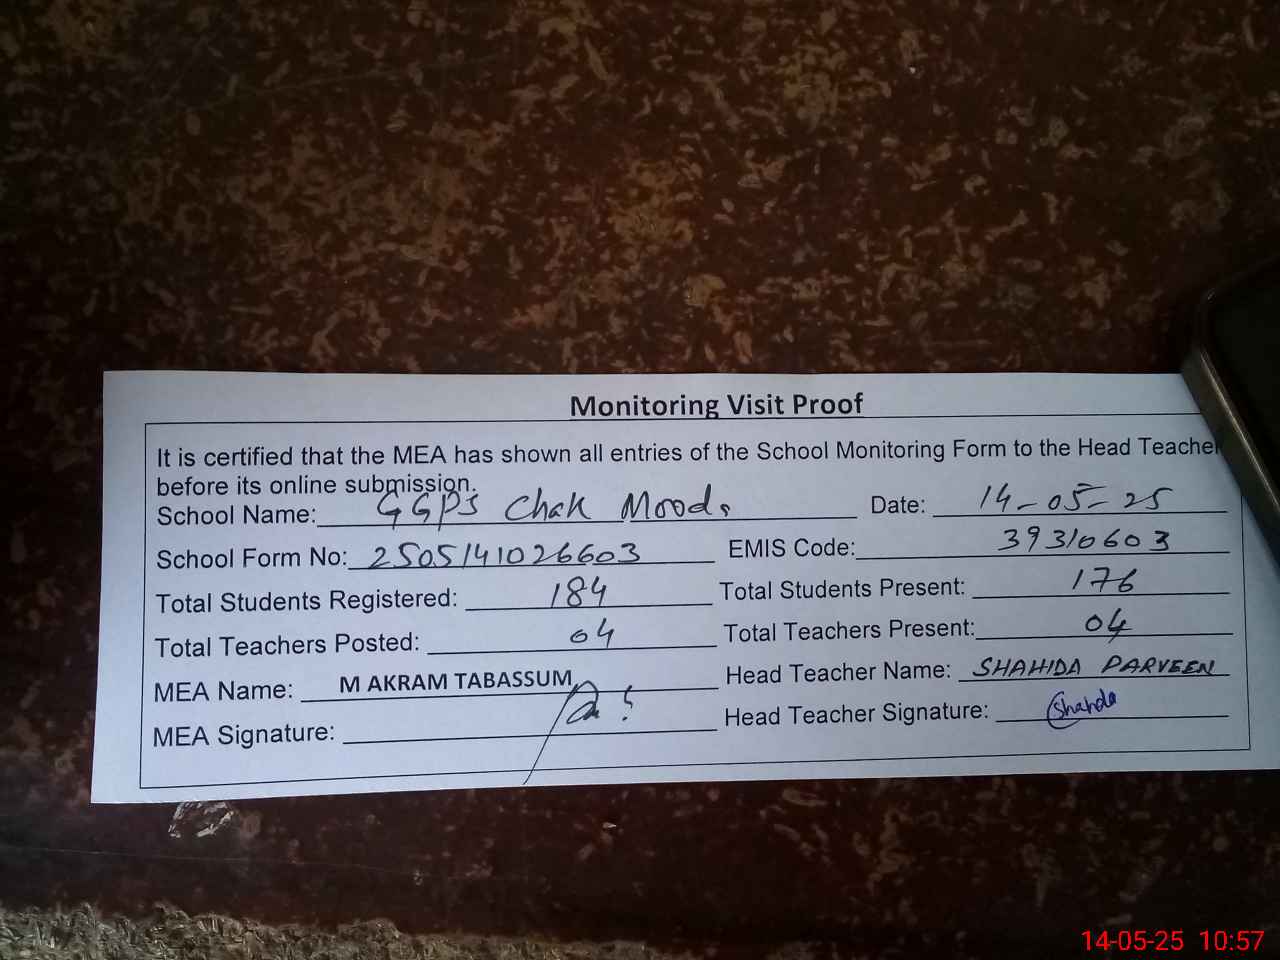 Monitoring Visit Proof
It is certified that the MEA has shown all entries of the School Monitoring Form to the Head Teacher
before its online submission.
School Name: GGPS Chak Mood. Date: 14-05-25
School Form No: 2505141026603 EMIS Code: 39310603
Total Students Registered: 184 Total Students Present: 176
Total Teachers Posted: 04 Total Teachers Present: 04
MEA Name: M AKRAM TABASSUM Head Teacher Name: SHAHIDA PARVEEN
MEA Signature: Head Teacher Signature: Shahda
14-05-25 10:57